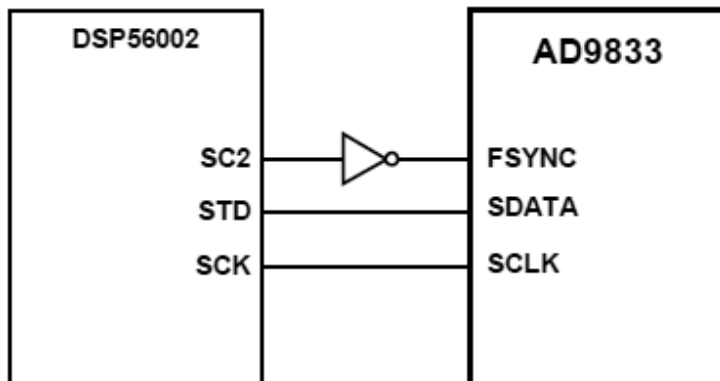 DSP56002
AD9833
SC2
FSYNC
STD
SDATA
SCK
SCLK